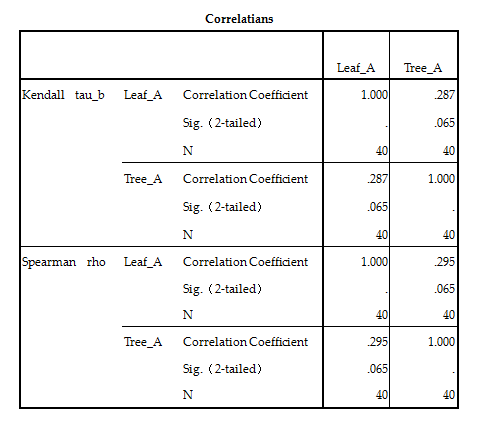 Correlatians
Leaf_A Tree_A
Kendall tau_b Leaf_A Correlation Coefficient 1.000 .287
Sig. (2-tailed) . .065
N 40 40
Tree_A Correlation Coefficient .287 1.000
Sig. (2-tailed) .065 .
N 40 40
Spearman rho Leaf_A Correlation Coefficient 1.000 .295
Sig. (2-tailed) . .065
N 40 40
Tree_A Correlation Coefficient .295 1.000
Sig. (2-tailed) .065 .
N 40 40